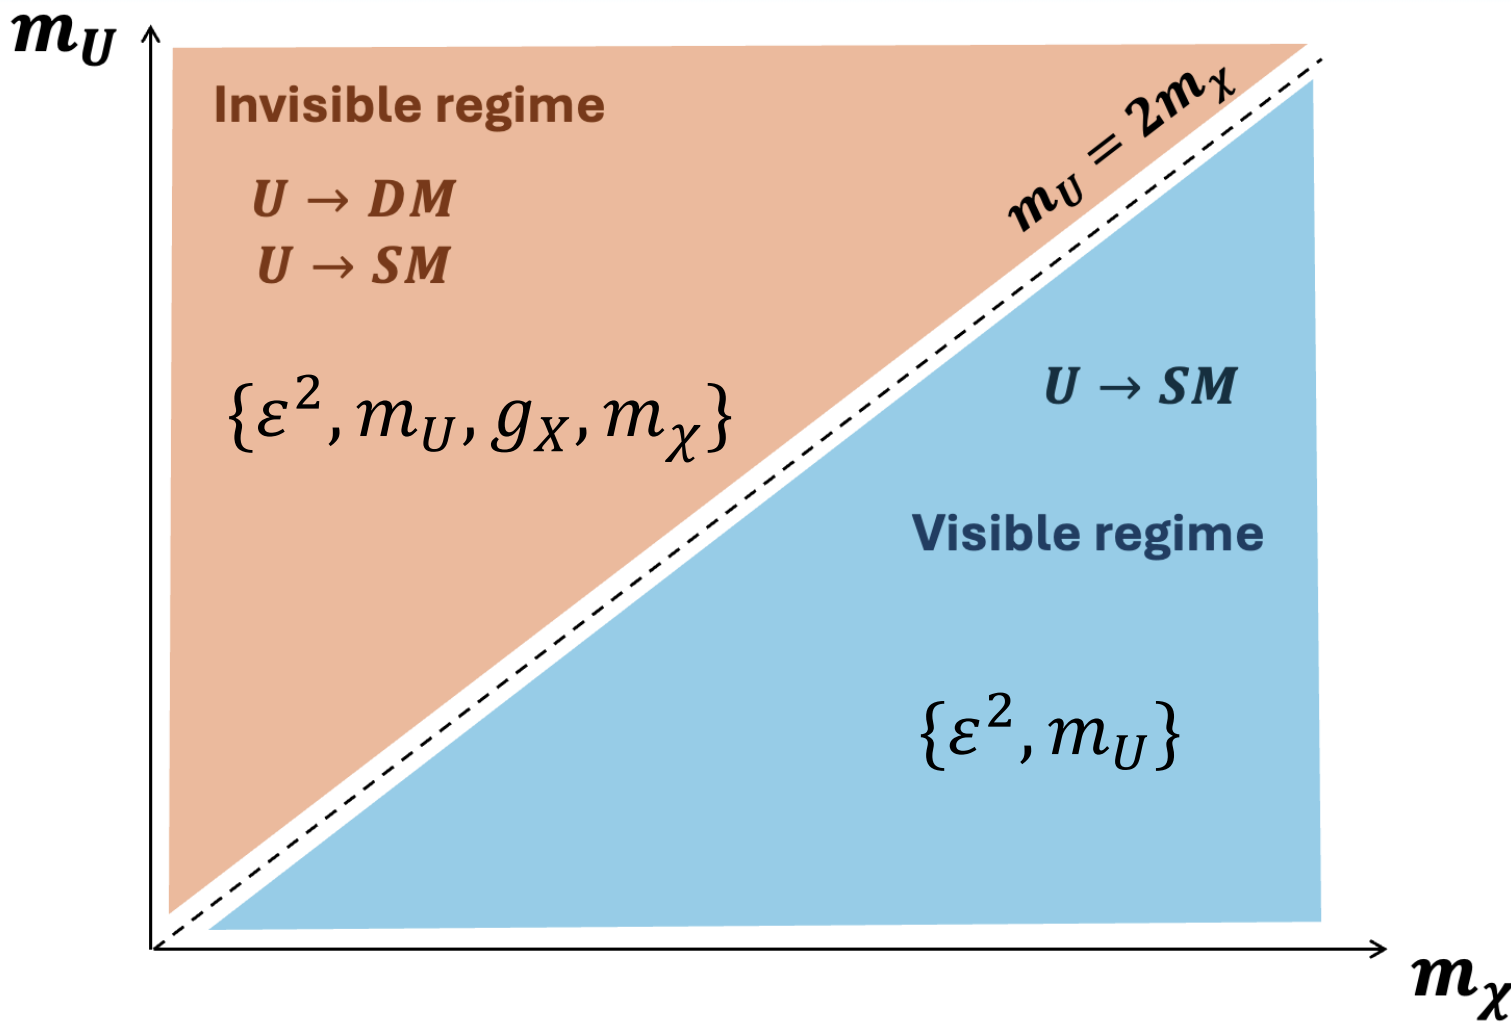 m_U
Invisible regime
U → DM
U → SM
{ε², m_U, g_X, m_χ}
m_U = 2m_χ
U → SM
Visible regime
{ε², m_U}
m_χ